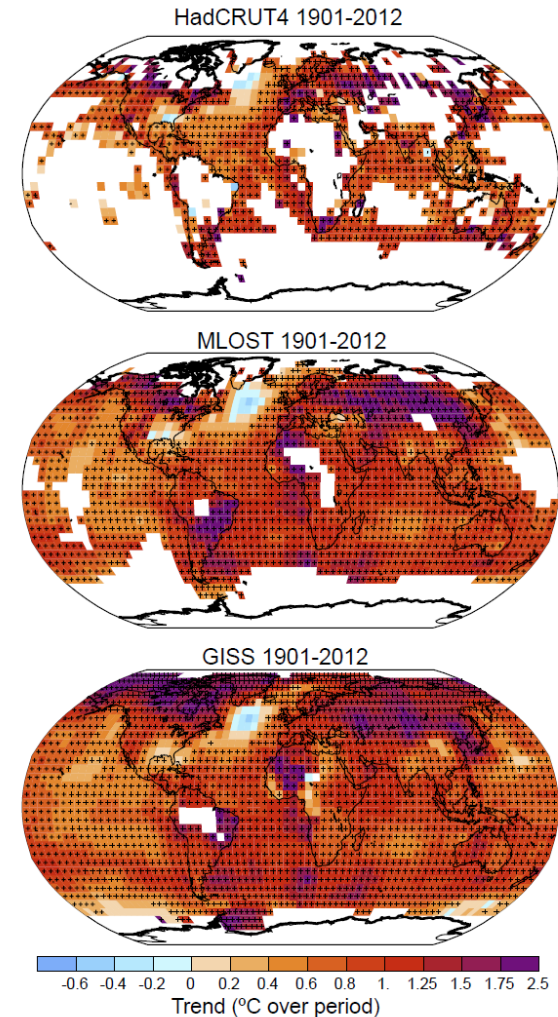 HadCRUT4 1901-2012
MLOST 1901-2012
GISS 1901-2012
-0.6 -0.4 -0.2 0 0.2 0.4 0.6 0.8 1. 1.25 1.5 1.75 2.5
Trend (ºC over period)